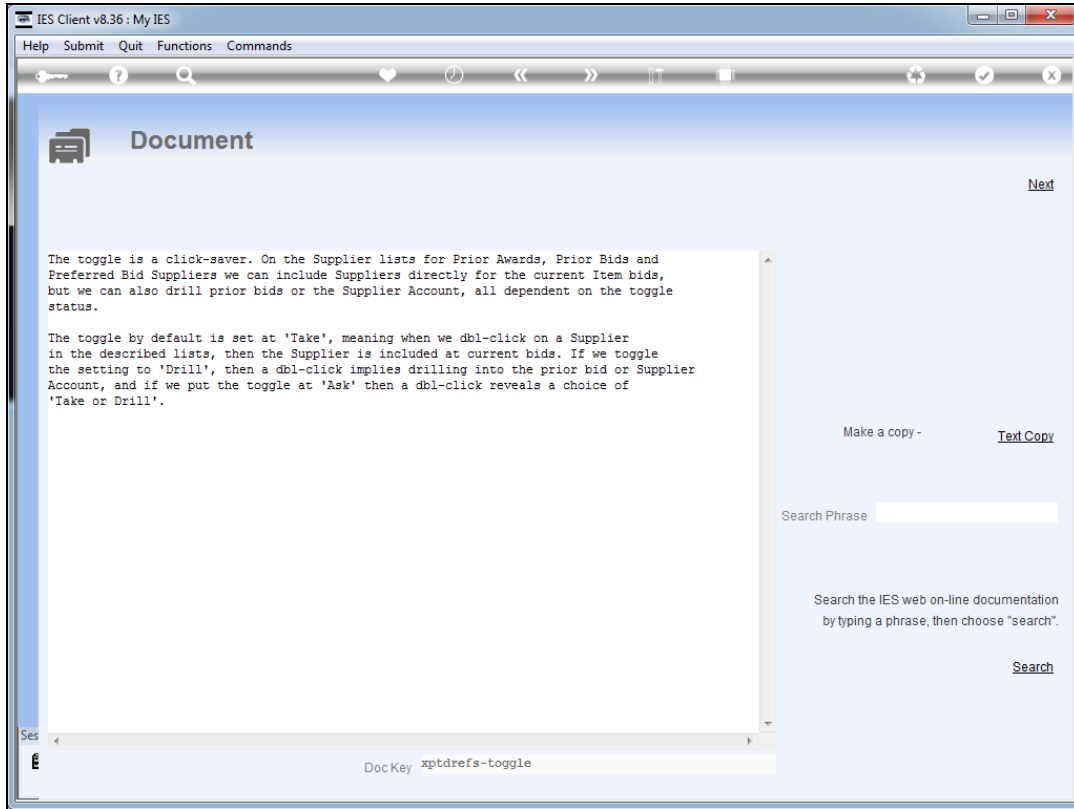 IES Client v8.36 : My IES
Help Submit Quit Functions Commands
Document
Next
The toggle is a click-saver. On the Supplier lists for Prior Awards, Prior Bids and
Preferred Bid Suppliers we can include Suppliers directly for the current Item bids,
but we can also drill prior bids or the Supplier Account, all dependent on the toggle
status.
The toggle by default is set at 'Take', meaning when we dbl-click on a Supplier
in the described lists, then the Supplier is included at current bids. If we toggle
the setting to 'Drill', then a dbl-click implies drilling into the prior bid or Supplier
Account, and if we put the toggle at 'Ask' then a dbl-click reveals a choice of
'Take or Drill'.
Make a copy - Text Copy
Search Phrase
Search the IES web on-line documentation
by typing a phrase, then choose "search".
Search
Ses
Doc Key xptdrefs-toggle